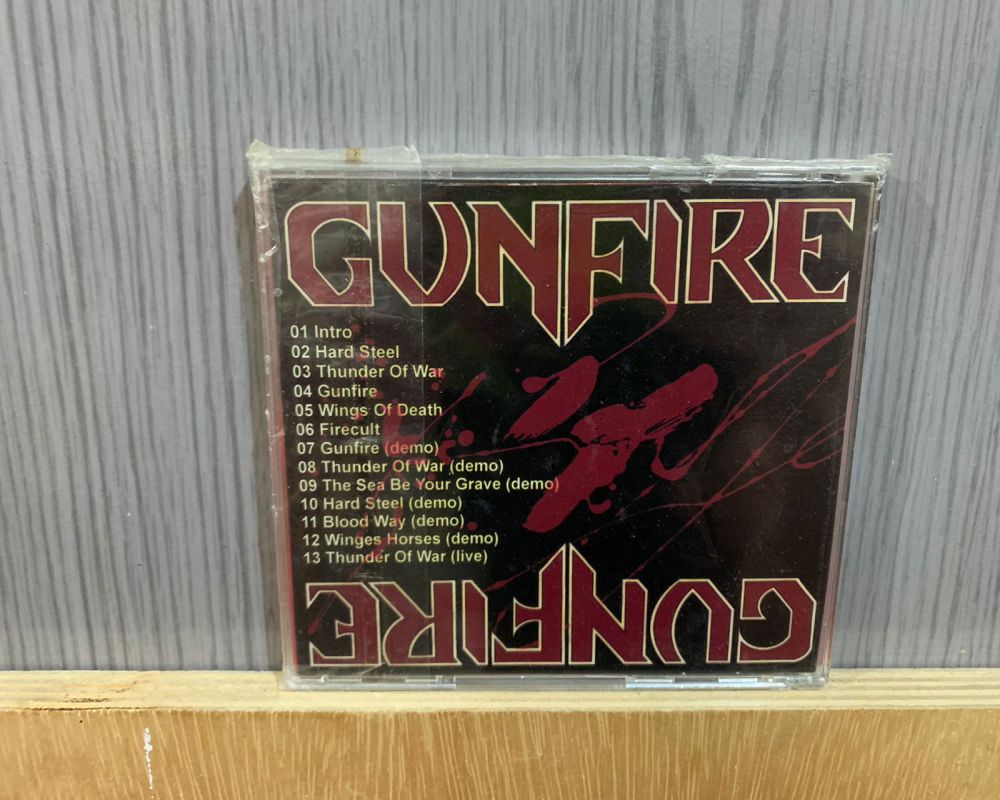 GUNFIRE
01 Intro
02 Hard Steel
03 Thunder Of War
04 Gunfire
05 Wings Of Death
06 Firecult
07 Gunfire (demo)
08 Thunder Of War (demo)
09 The Sea Be Your Grave (demo)
10 Hard Steel (demo)
11 Blood Way (demo)
12 Winges Horses (demo)
13 Thunder Of War (live)
GUNFIRE